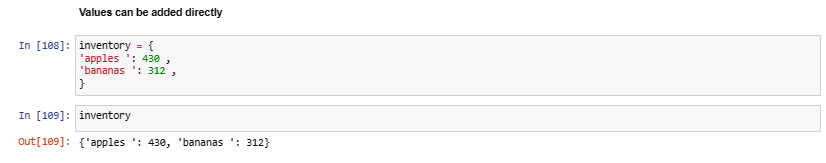 Values can be added directly
In [108]: inventory = {
'apples ': 430 ,
'bananas ': 312 ,
}
In [109]: inventory
Out[109]: {'apples ': 430, 'bananas ': 312}